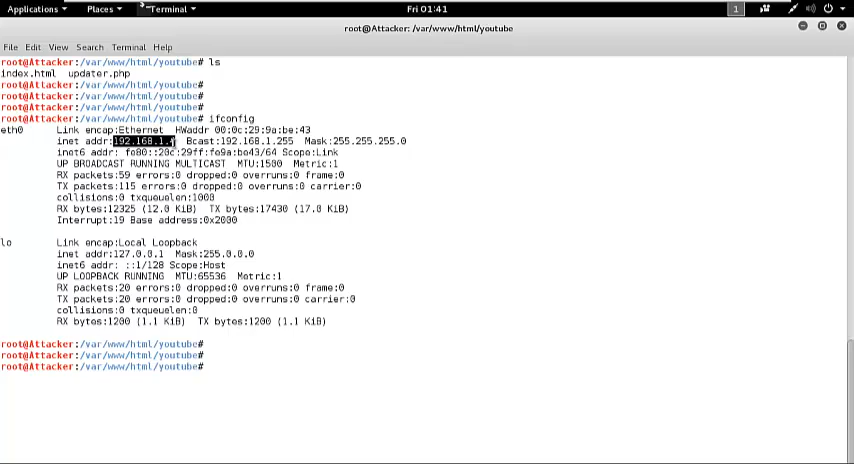 Applications Places Terminal Fri 01:41 1
root@Attacker: /var/www/html/youtube
File Edit View Search Terminal Help
root@Attacker:/var/www/html/youtube# ls
index.html updater.php
root@Attacker:/var/www/html/youtube#
root@Attacker:/var/www/html/youtube#
root@Attacker:/var/www/html/youtube#
root@Attacker:/var/www/html/youtube# ifconfig
eth0 Link encap:Ethernet HWaddr 00:0c:29:9a:be:43
inet addr:192.168.1. Bcast:192.168.1.255 Mask:255.255.255.0
inet6 addr: fe80::20c:29ff:fe9a:be43/64 Scope:Link
UP BROADCAST RUNNING MULTICAST MTU:1500 Metric:1
RX packets:59 errors:0 dropped:0 overruns:0 frame:0
TX packets:115 errors:0 dropped:0 overruns:0 carrier:0
collisions:0 txqueuelen:1000
RX bytes:12325 (12.0 KiB) TX bytes:17430 (17.0 KiB)
Interrupt:19 Base address:0x2000
lo Link encap:Local Loopback
inet addr:127.0.0.1 Mask:255.0.0.0
inet6 addr: ::1/128 Scope:Host
UP LOOPBACK RUNNING MTU:65536 Metric:1
RX packets:20 errors:0 dropped:0 overruns:0 frame:0
TX packets:20 errors:0 dropped:0 overruns:0 carrier:0
collisions:0 txqueuelen:0
RX bytes:1200 (1.1 KiB) TX bytes:1200 (1.1 KiB)
root@Attacker:/var/www/html/youtube#
root@Attacker:/var/www/html/youtube#
root@Attacker:/var/www/html/youtube#